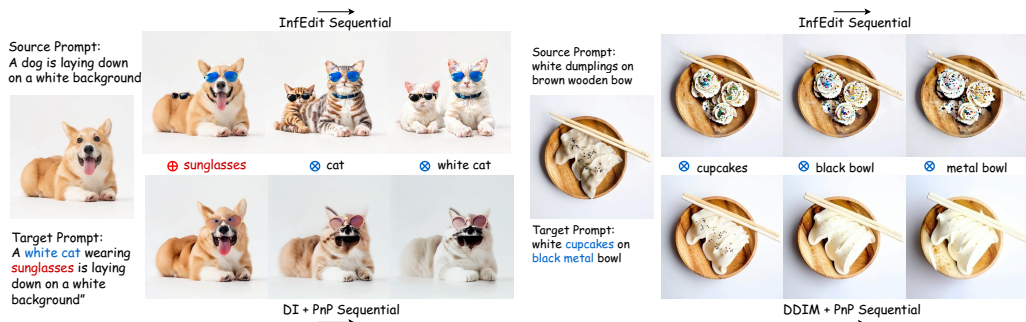 InfEdit Sequential
Source Prompt:
A dog is laying down
on a white background
sunglasses
cat
white cat
Target Prompt:
A white cat wearing
sunglasses is laying
down on a white
background”
DI + PnP Sequential
InfEdit Sequential
Source Prompt:
white dumplings on
brown wooden bow
cupcakes
black bowl
metal bowl
Target Prompt:
white cupcakes on
black metal bowl
DDIM + PnP Sequential